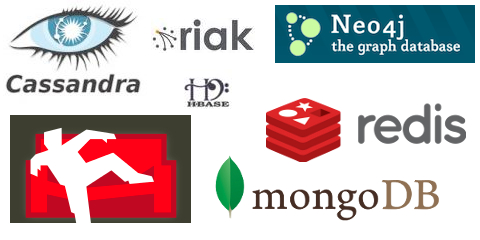 Cassandra
riak
Neo4j
the graph database
HBASE
redis
mongoDB